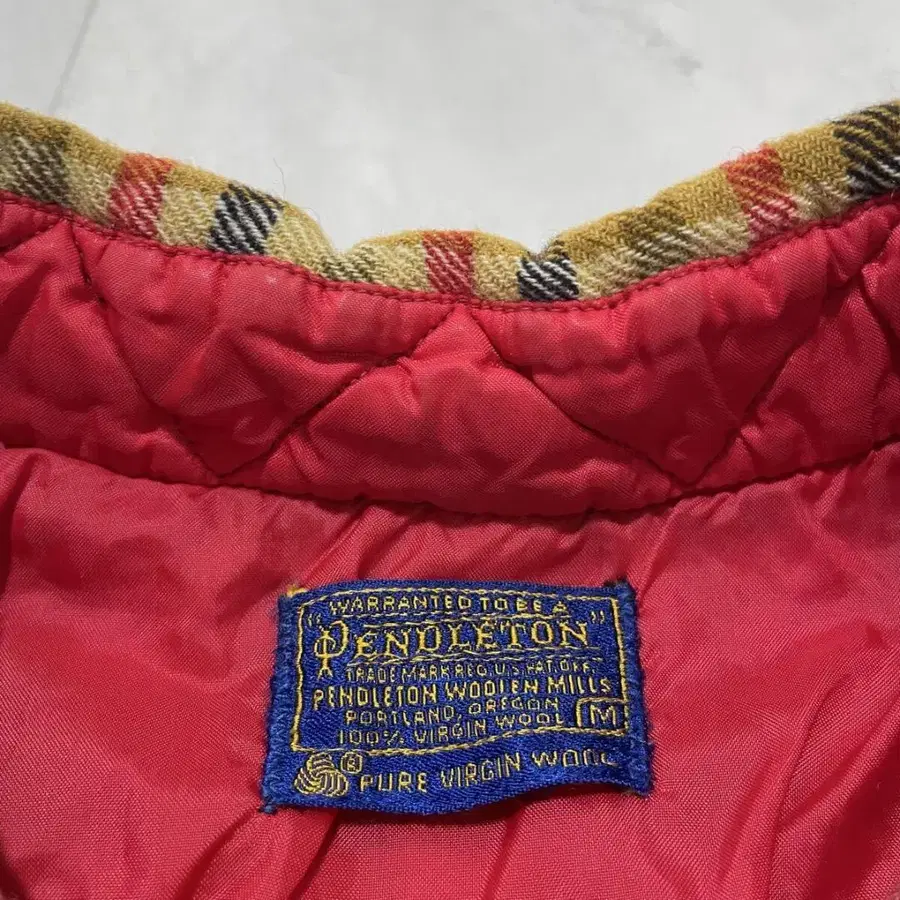 WARRANTED TO BE A
"PENDLETON"
TRADE MARK REG. U.S. PAT. OFF.
PENDLETON WOOLEN MILLS
PORTLAND, OREGON
100% VIRGIN WOOL M
® PURE VIRGIN WOOL